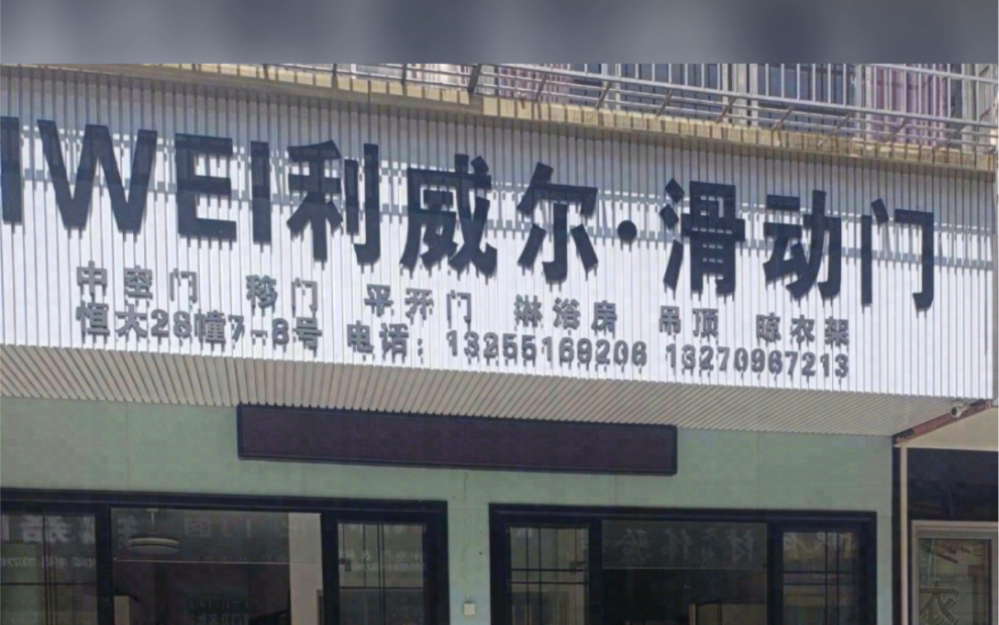 IWEI利威尔·滑动门
中空门 移门 平开门 淋浴房 吊顶 晾衣架
恒大28幢7-8号 电话：13255169206 13270967213